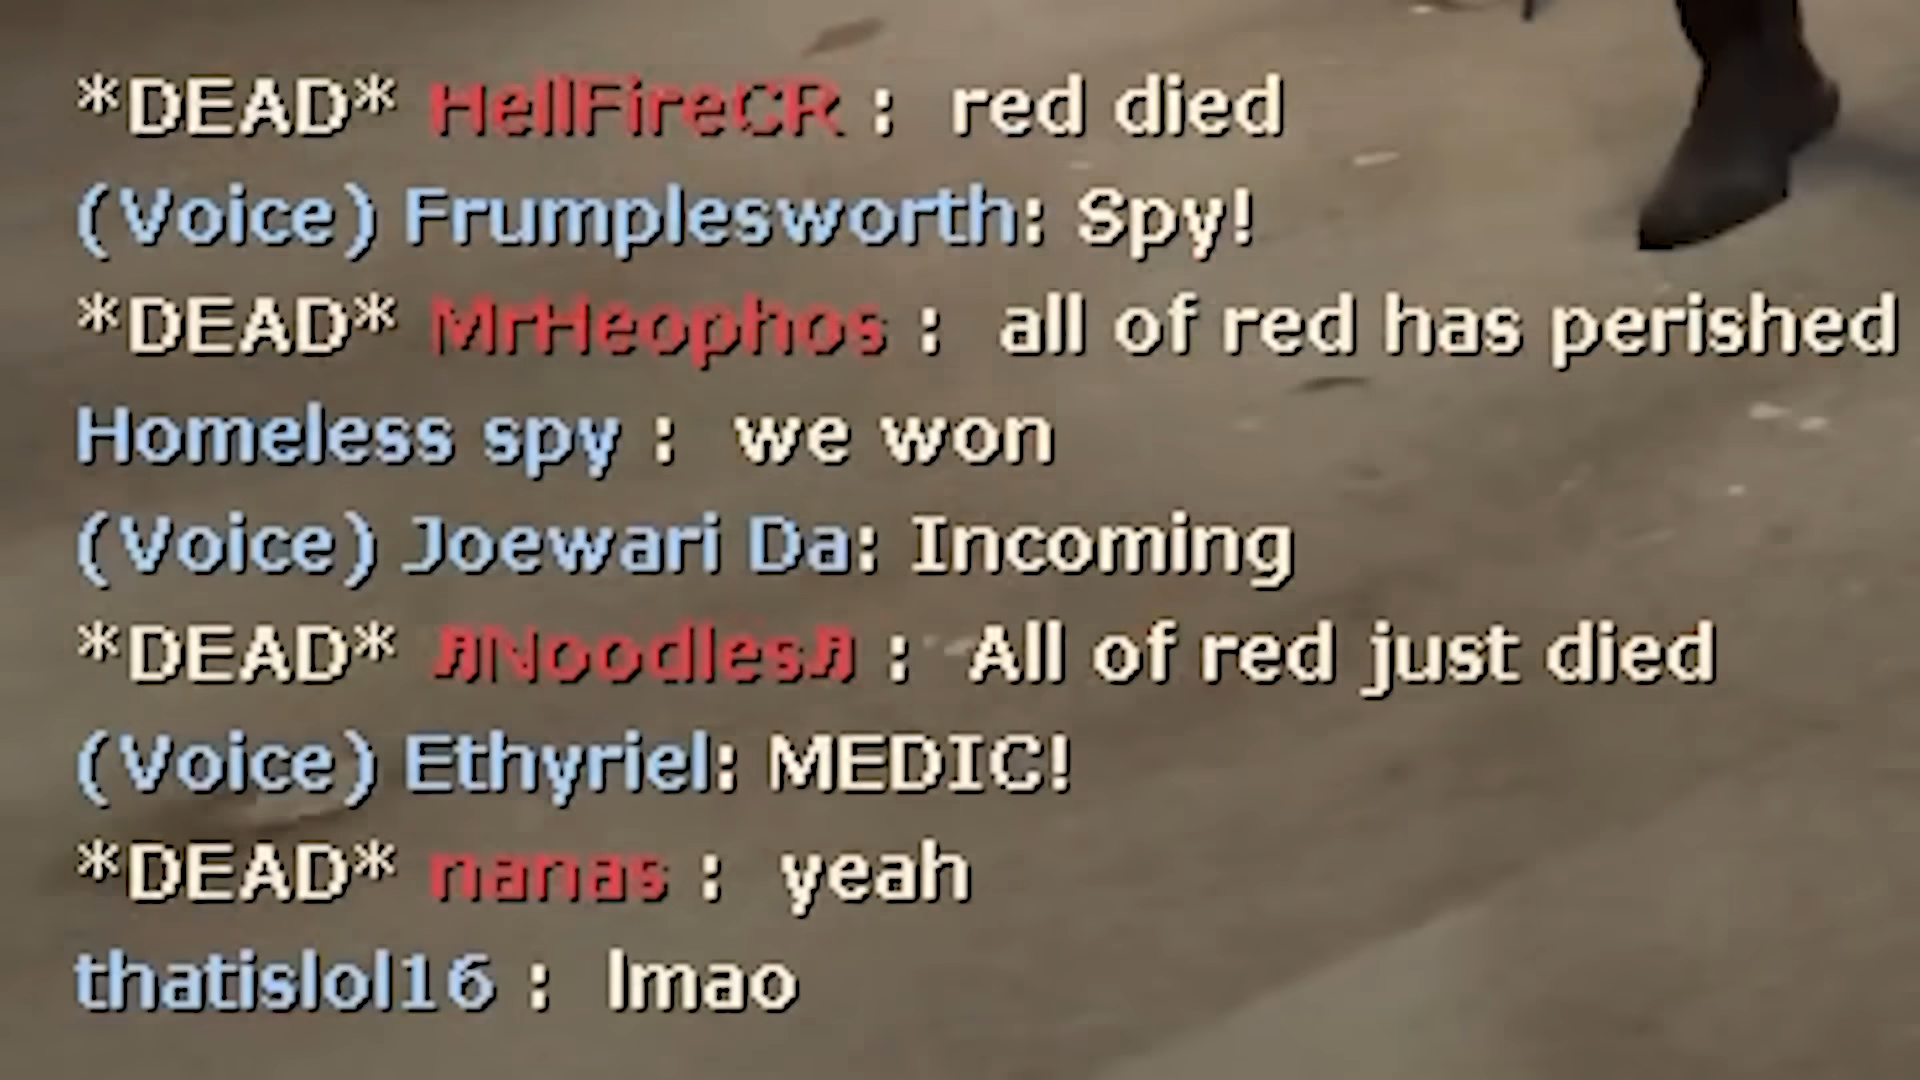 *DEAD* HellFireCR :  red died
(Voice) Frumplesworth: Spy!
*DEAD* MrHeophos :  all of red has perished
Homeless spy :  we won
(Voice) Joewari Da: Incoming
*DEAD* ♬Noodles♬ :  All of red just died
(Voice) Ethyriel: MEDIC!
*DEAD* nanas :  yeah
thatislol16 :  lmao